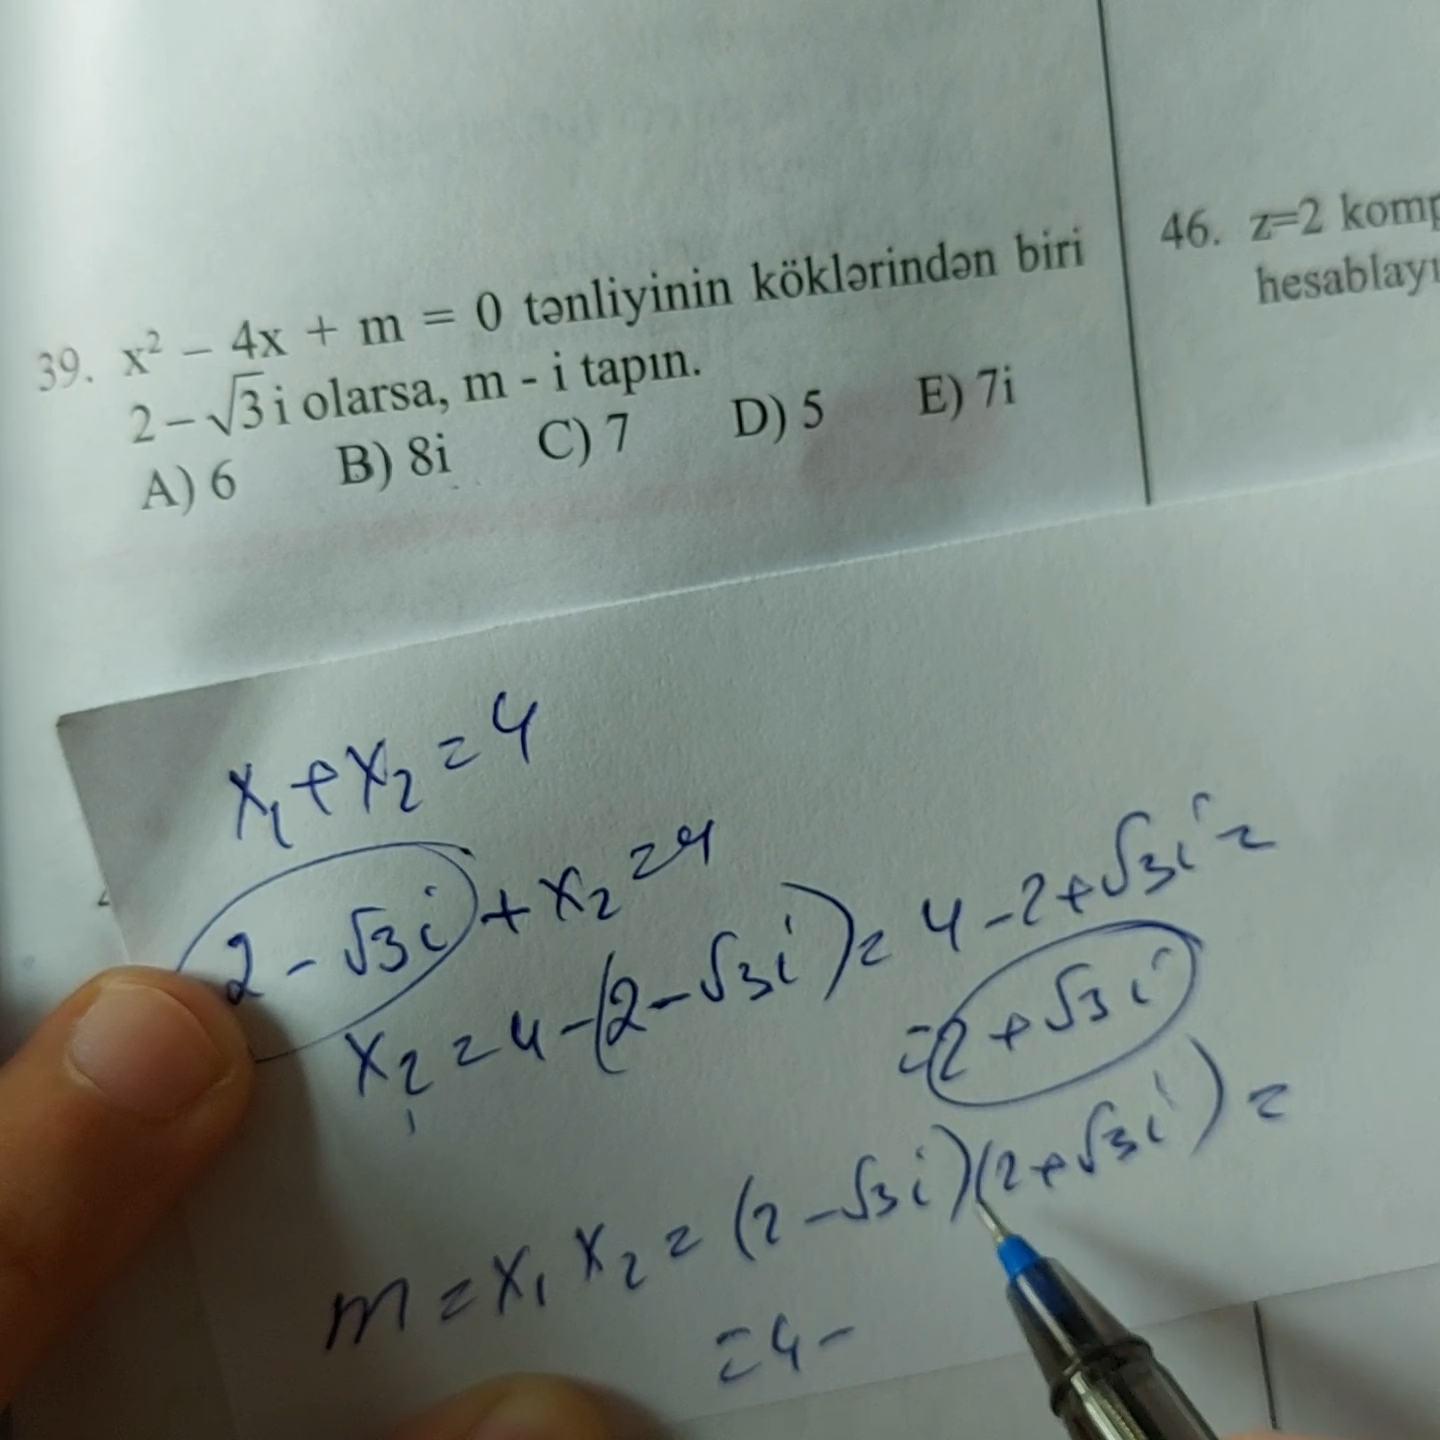 39. x² – 4x + m = 0 tənliyinin köklərindən biri
2 – √3 i olarsa, m - i tapın.
A) 6 B) 8i C) 7 D) 5 E) 7i
46. z=2 komp
hesablayı
x₁ + x₂ = 4
2 - √3i + x₂ = 4
x₂ = 4 - (2 - √3i) = 4 - 2 + √3i =
= 2 + √3i
m = x₁ x₂ = (2 - √3i)(2 + √3i) =
= 4 -